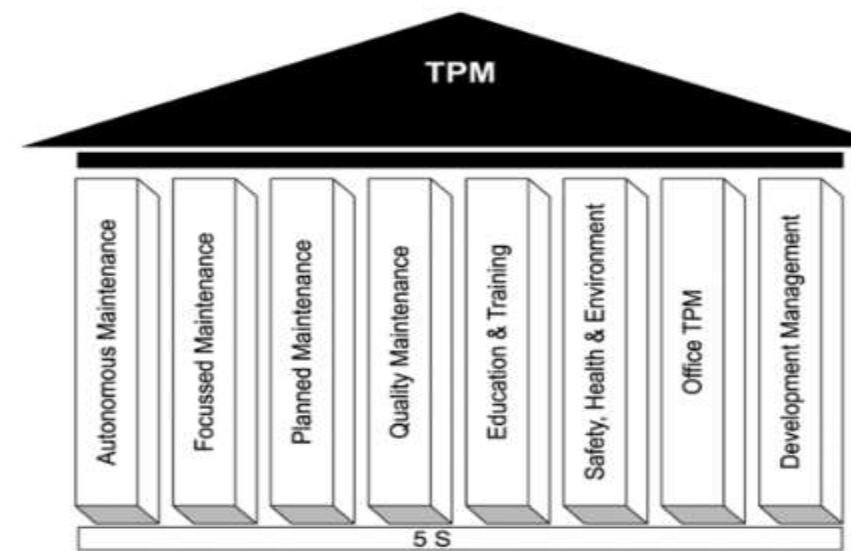 TPM
Autonomous Maintenance
Focussed Maintenance
Planned Maintenance
Quality Maintenance
Education & Training
Safety, Health & Environment
Office TPM
Development Management
5 S